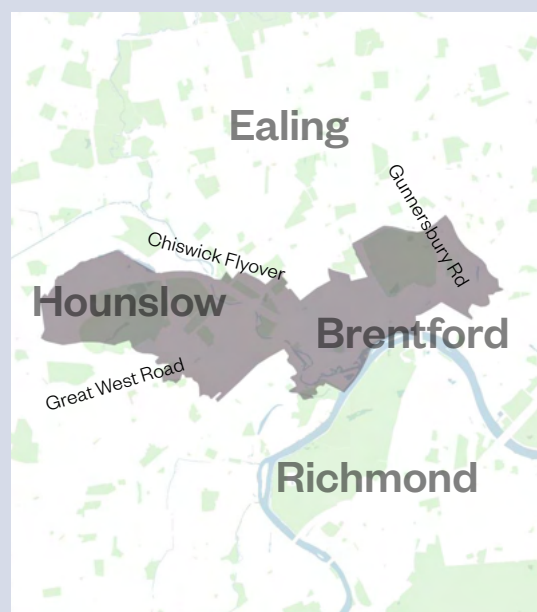 Ealing
Gunnersbury Rd
Chiswick Flyover
Hounslow
Brentford
Great West Road
Richmond